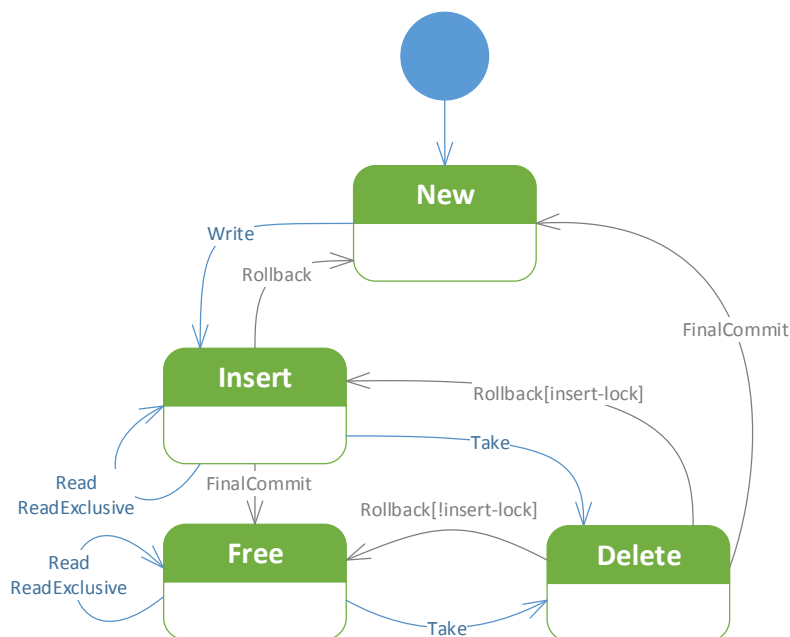 New
Write
Rollback
FinalCommit
Insert
Rollback[insert-lock]
Take
Read
ReadExclusive
FinalCommit
Rollback[!insert-lock]
Free
Delete
Read
ReadExclusive
Take